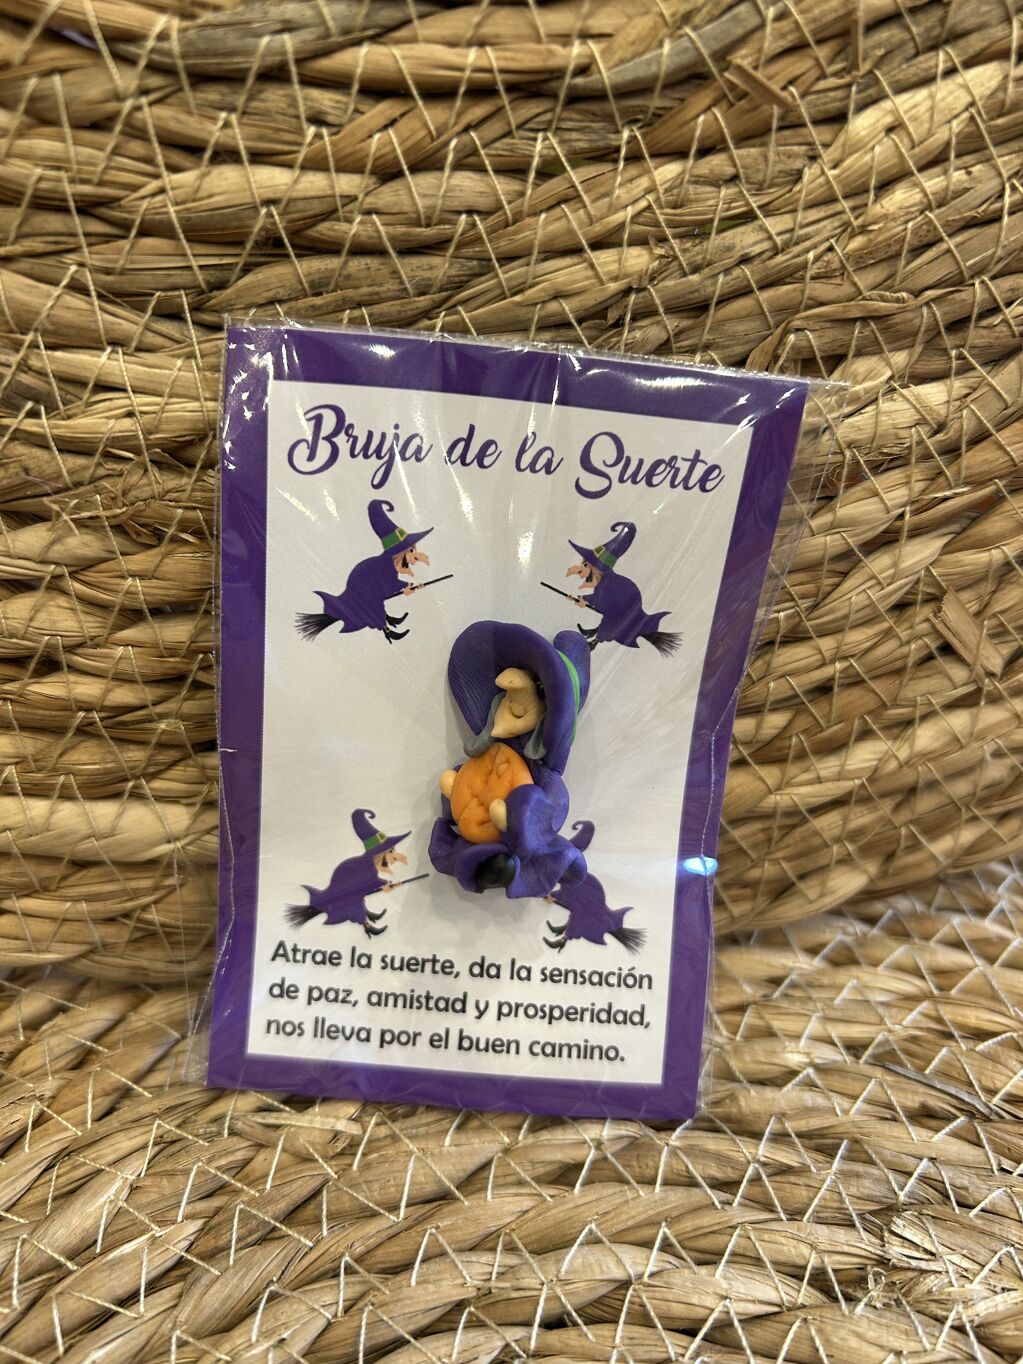 Bruja de la Suerte
Atrae la suerte, da la sensación
de paz, amistad y prosperidad,
nos lleva por el buen camino.